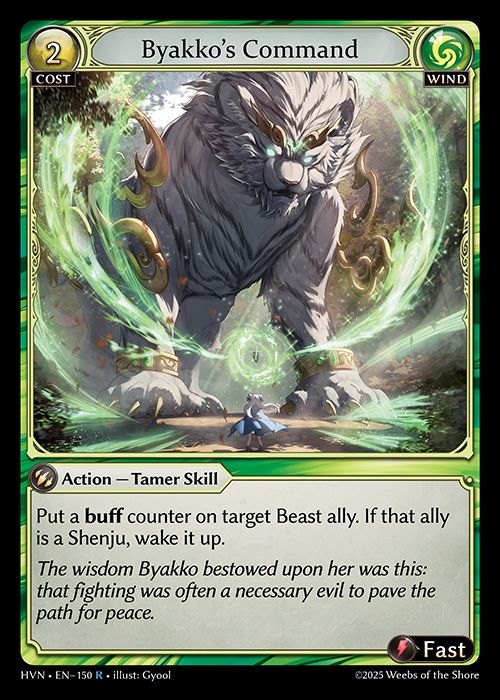 2
Byakko's Command
COST
WIND
Action — Tamer Skill
Put a buff counter on target Beast ally. If that ally
is a Shenju, wake it up.
The wisdom Byakko bestowed upon her was this:
that fighting was often a necessary evil to pave the
path for peace.
Fast
HVN • EN-150 R • illust: Gyool
©2025 Weebs of the Shore